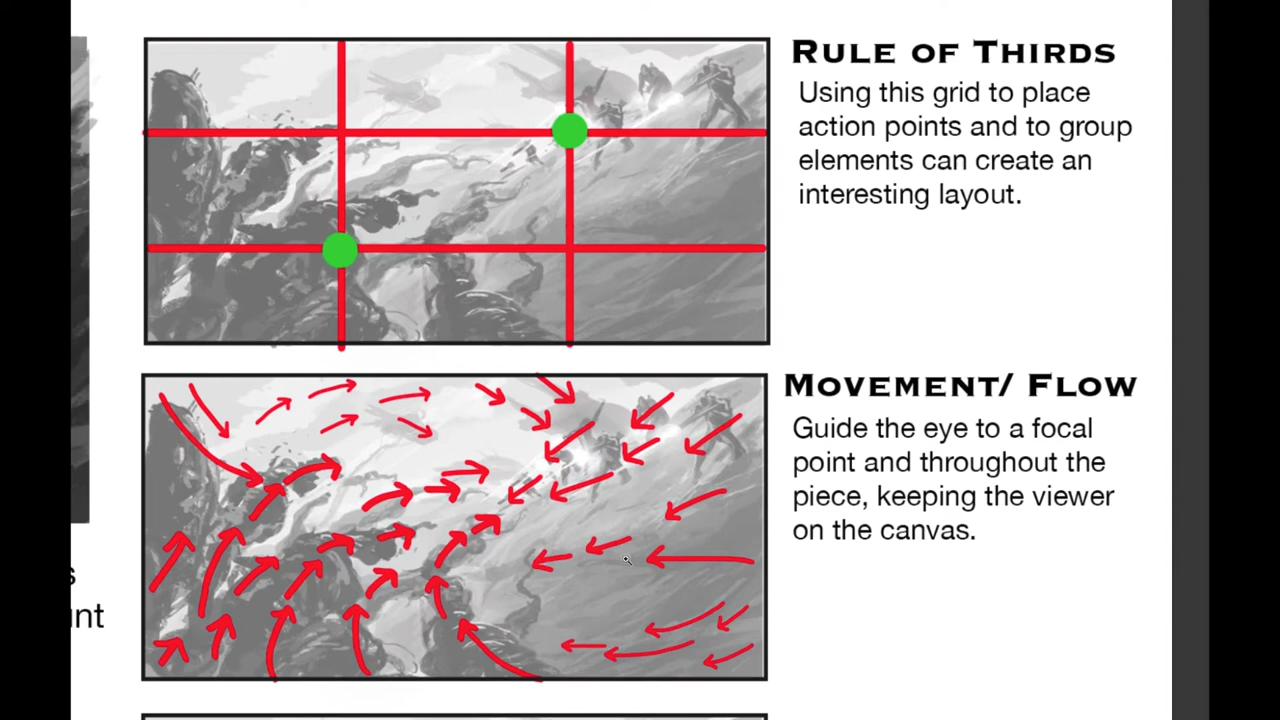 RULE OF THIRDS
Using this grid to place
action points and to group
elements can create an
interesting layout.
MOVEMENT/ FLOW
Guide the eye to a focal
point and throughout the
piece, keeping the viewer
on the canvas.